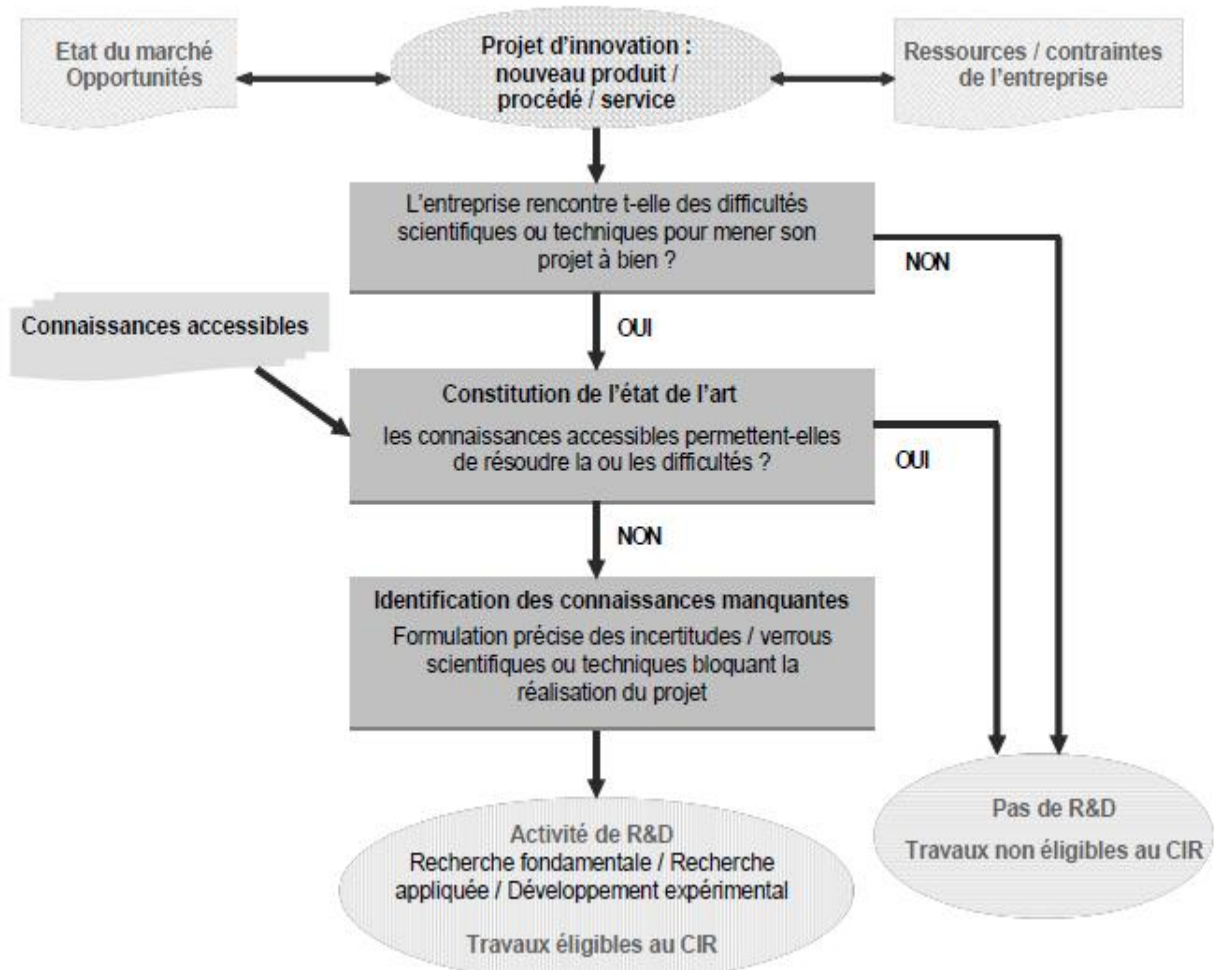 Etat du marché
Opportunités
Projet d’innovation :
nouveau produit /
procédé / service
Ressources / contraintes
de l’entreprise
L’entreprise rencontre t-elle des difficultés
scientifiques ou techniques pour mener son
projet à bien ?
NON
OUI
Connaissances accessibles
Constitution de l’état de l’art
les connaissances accessibles permettent-elles
de résoudre la ou les difficultés ?
OUI
NON
Identification des connaissances manquantes
Formulation précise des incertitudes / verrous
scientifiques ou techniques bloquant la
réalisation du projet
Activité de R&D
Recherche fondamentale / Recherche
appliquée / Développement expérimental
Travaux éligibles au CIR
Pas de R&D
Travaux non éligibles au CIR